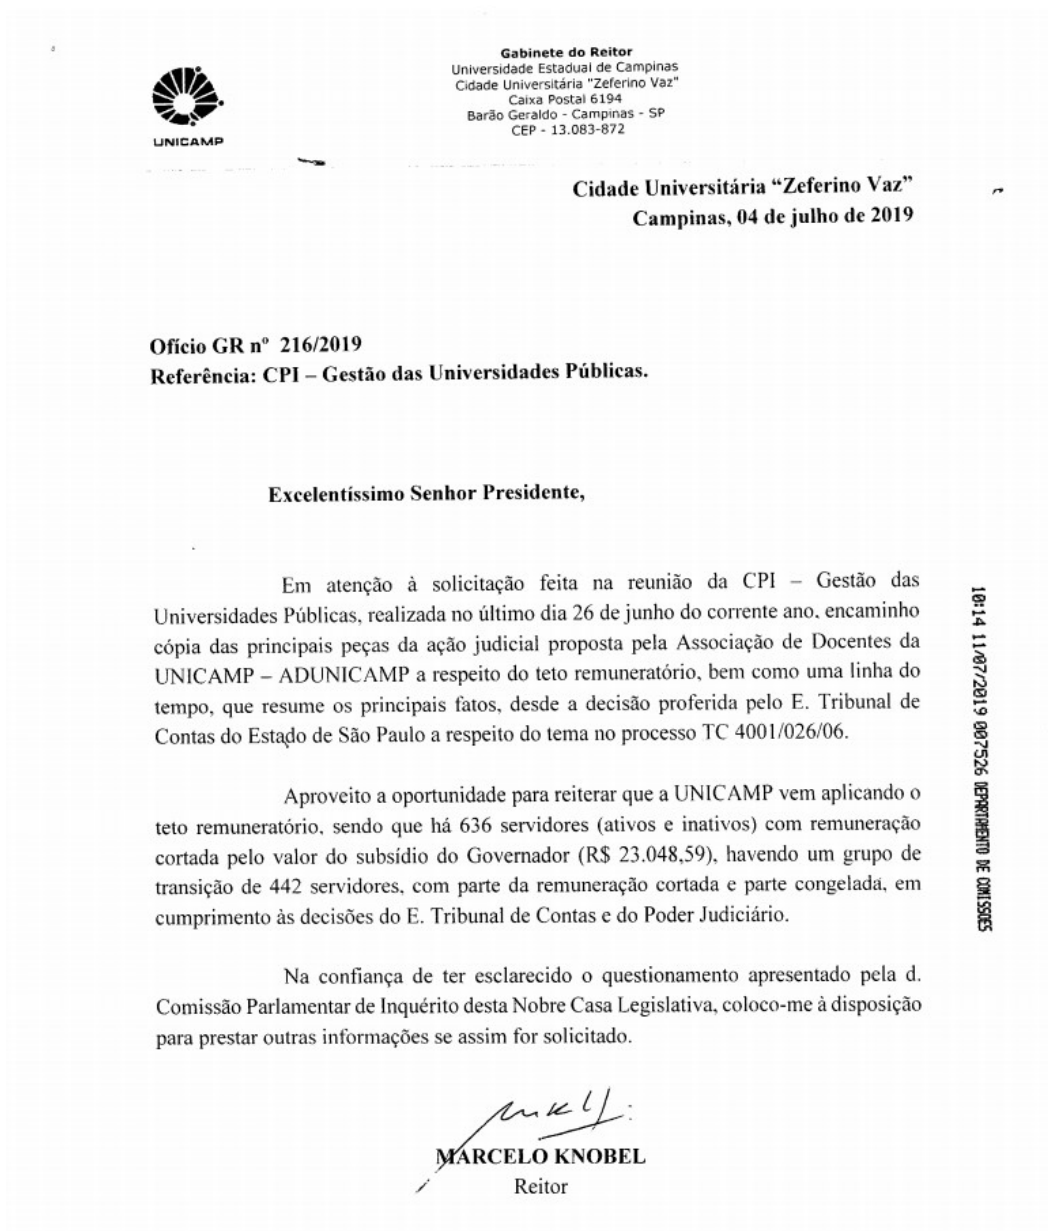 Gabinete do Reitor
Universidade Estadual de Campinas
Cidade Universitária "Zeferino Vaz"
Caixa Postal 6194
Barão Geraldo - Campinas - SP
CEP - 13.083-872
UNICAMP
Cidade Universitária “Zeferino Vaz”
Campinas, 04 de julho de 2019
Ofício GR nº 216/2019
Referência: CPI – Gestão das Universidades Públicas.
Excelentíssimo Senhor Presidente,
Em atenção à solicitação feita na reunião da CPI – Gestão das
Universidades Públicas, realizada no último dia 26 de junho do corrente ano, encaminho
cópia das principais peças da ação judicial proposta pela Associação de Docentes da
UNICAMP – ADUNICAMP a respeito do teto remuneratório, bem como uma linha do
tempo, que resume os principais fatos, desde a decisão proferida pelo E. Tribunal de
Contas do Estado de São Paulo a respeito do tema no processo TC 4001/026/06.
Aproveito a oportunidade para reiterar que a UNICAMP vem aplicando o
teto remuneratório, sendo que há 636 servidores (ativos e inativos) com remuneração
cortada pelo valor do subsídio do Governador (R$ 23.048,59), havendo um grupo de
transição de 442 servidores, com parte da remuneração cortada e parte congelada, em
cumprimento às decisões do E. Tribunal de Contas e do Poder Judiciário.
Na confiança de ter esclarecido o questionamento apresentado pela d.
Comissão Parlamentar de Inquérito desta Nobre Casa Legislativa, coloco-me à disposição
para prestar outras informações se assim for solicitado.
MARCELO KNOBEL
Reitor
10:14 11/07/2019 007526 DEPARTAMENTO DE COMISSOES